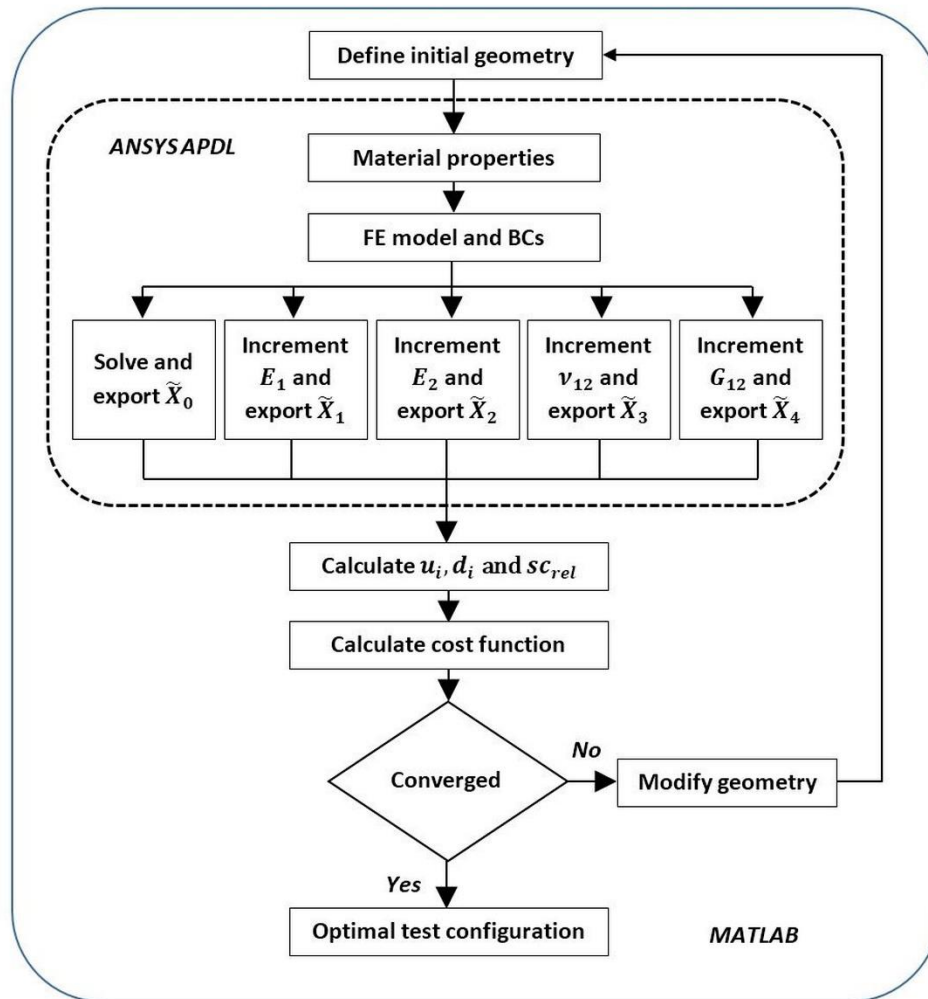 Define initial geometry
ANSYS APDL
Material properties
FE model and BCs
Solve and
export X̃₀
Increment
E₁ and
export X̃₁
Increment
E₂ and
export X̃₂
Increment
ν₁₂ and
export X̃₃
Increment
G₁₂ and
export X̃₄
Calculate uᵢ, dᵢ and sc_rel
Calculate cost function
Converged
No
Modify geometry
Yes
Optimal test configuration
MATLAB